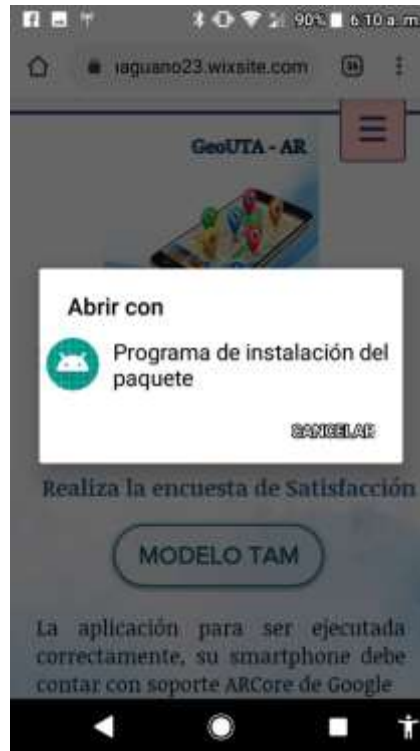 90% 6:10 a. m.
iaguano23.wixsite.com
GeoUTA - AR
Abrir con
Programa de instalación del
paquete
CANCELAR
Realiza la encuesta de Satisfacción
MODELO TAM
La aplicación para ser ejecutada
correctamente, su smartphone debe
contar con soporte ARCore de Google